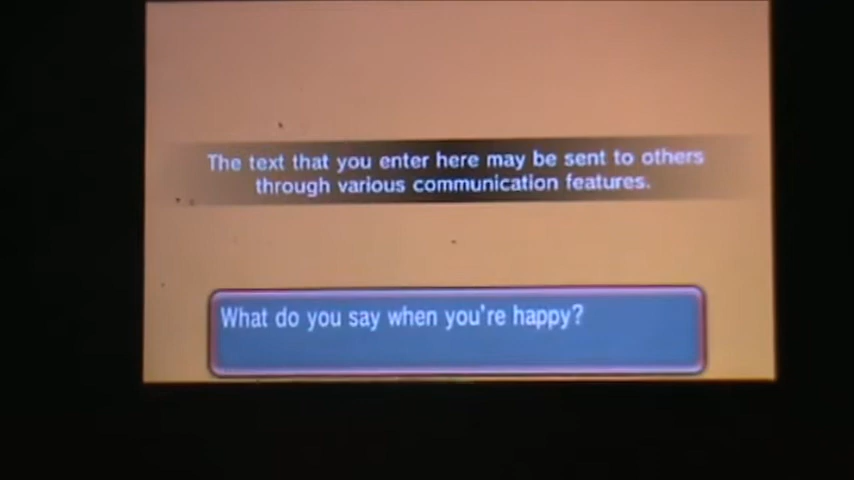 The text that you enter here may be sent to others
through various communication features.
What do you say when you're happy?